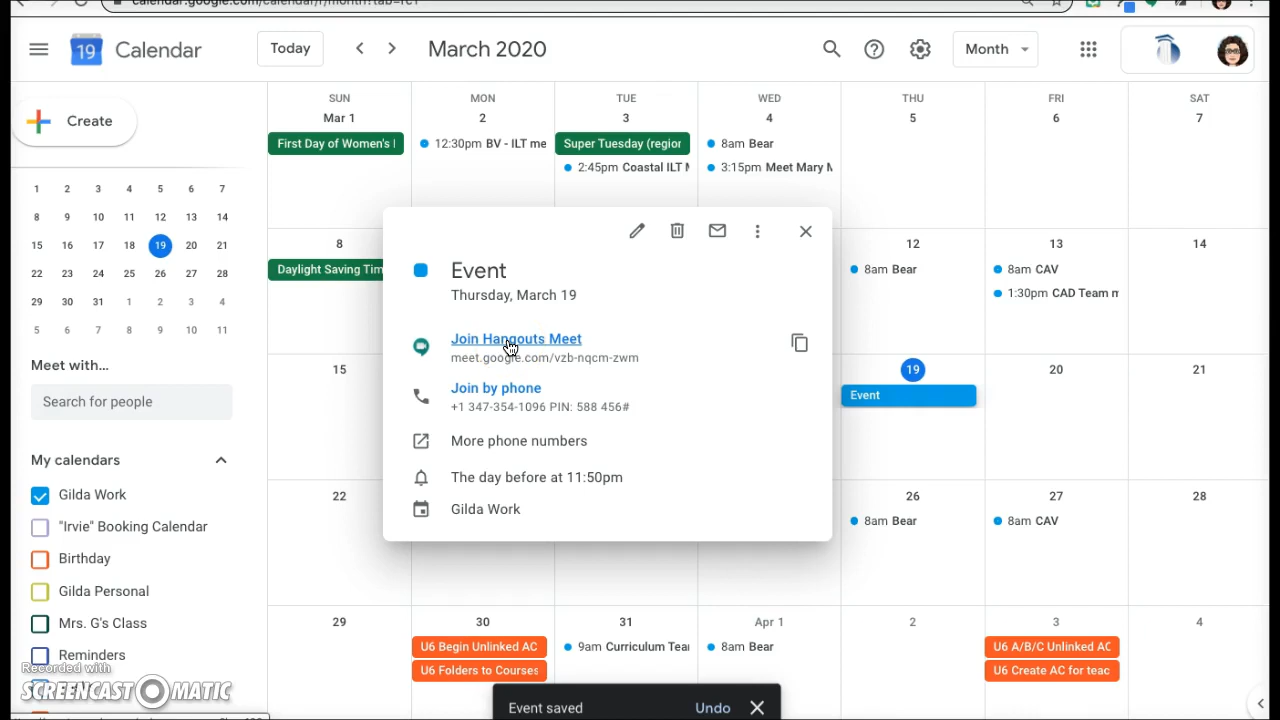 calendar.google.com/calendar/r/month?tab=rc1
19 Calendar Today March 2020 Month
Create
SUN MON TUE WED THU FRI SAT
Mar 1 2 3 4 5 6 7
First Day of Women's 12:30pm BV - ILT me Super Tuesday (region 8am Bear
2:45pm Coastal ILT 3:15pm Meet Mary
1 2 3 4 5 6 7
8 9 10 11 12 13 14
15 16 17 18 19 20 21
22 23 24 25 26 27 28
29 30 31 1 2 3 4
5 6 7 8 9 10 11
8 12 13 14
Daylight Saving Tim 8am Bear 8am CAV
1:30pm CAD Team m
Event
Thursday, March 19
Join Hangouts Meet
meet.google.com/vzb-nqcm-zwm
Join by phone
+1 347-354-1096 PIN: 588 456#
More phone numbers
The day before at 11:50pm
Gilda Work
15 19 20 21
Event
22 26 27 28
8am Bear 8am CAV
29 30 31 Apr 1 2 3 4
U6 Begin Unlinked AC 9am Curriculum Tea 8am Bear U6 A/B/C Unlinked AC
U6 Folders to Courses U6 Create AC for teac
Meet with...
Search for people
My calendars
Gilda Work
"Irvie" Booking Calendar
Birthday
Gilda Personal
Mrs. G's Class
Reminders
Recorded with
SCREENCAST-O-MATIC
Event saved Undo